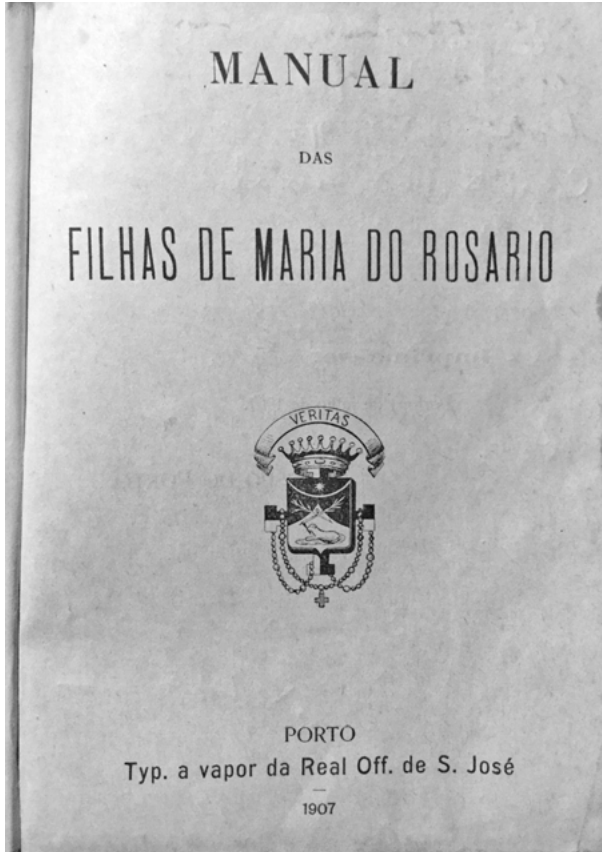 MANUAL
DAS
FILHAS DE MARIA DO ROSARIO
VERITAS
PORTO
Typ. a vapor da Real Off. de S. José
1907